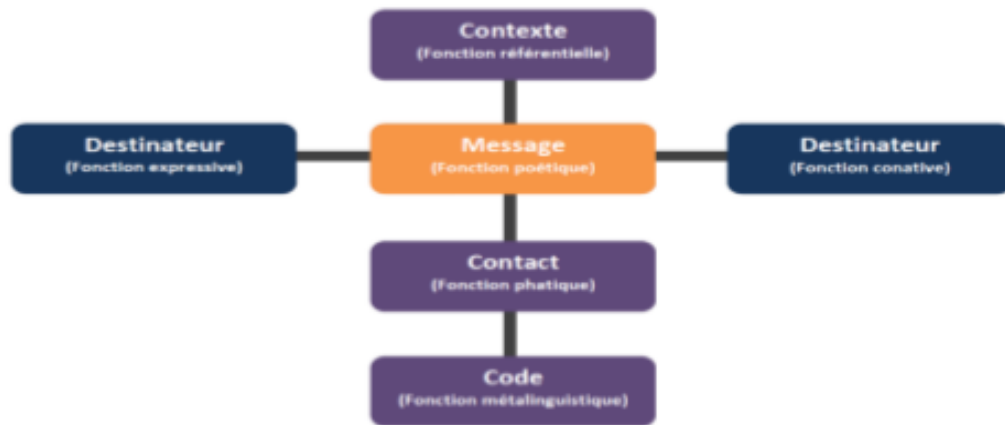 Contexte
(Fonction référentielle)
Destinateur
(Fonction expressive)
Message
(Fonction poétique)
Destinateur
(Fonction conative)
Contact
(Fonction phatique)
Code
(Fonction métalinguistique)